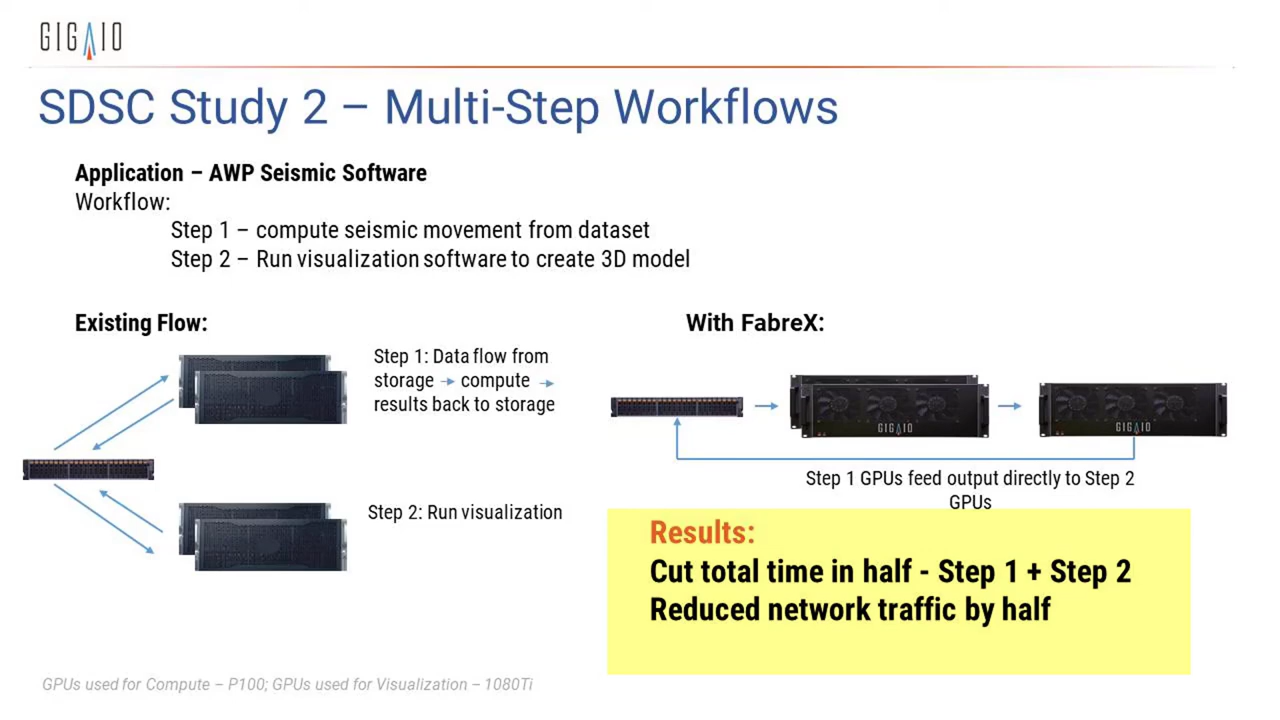 GIGAIO
SDSC Study 2 – Multi-Step Workflows
Application – AWP Seismic Software
Workflow:
Step 1 – compute seismic movement from dataset
Step 2 – Run visualization software to create 3D model
Existing Flow:
Step 1: Data flow from
storage → compute →
results back to storage
Step 2: Run visualization
With FabreX:
GIGAIO
GIGAIO
Step 1 GPUs feed output directly to Step 2
GPUs
Results:
Cut total time in half - Step 1 + Step 2
Reduced network traffic by half
GPUs used for Compute – P100; GPUs used for Visualization – 1080Ti